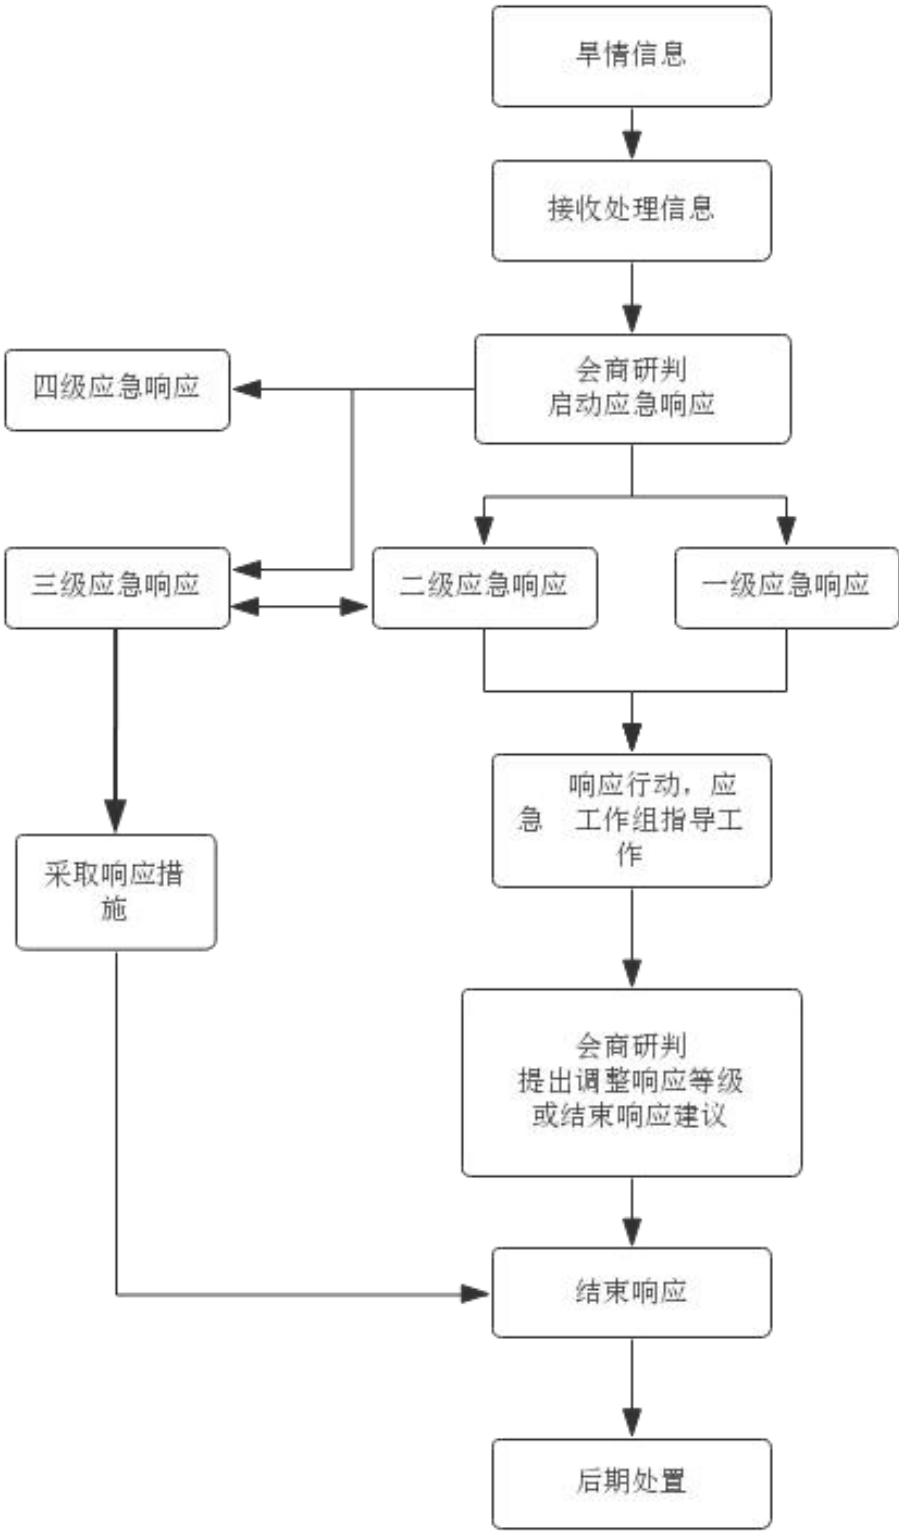 旱情信息
接收处理信息
会商研判
启动应急响应
四级应急响应
三级应急响应
二级应急响应
一级应急响应
响应行动，应
急 工作组指导工
作
采取响应措
施
会商研判
提出调整响应等级
或结束响应建议
结束响应
后期处置